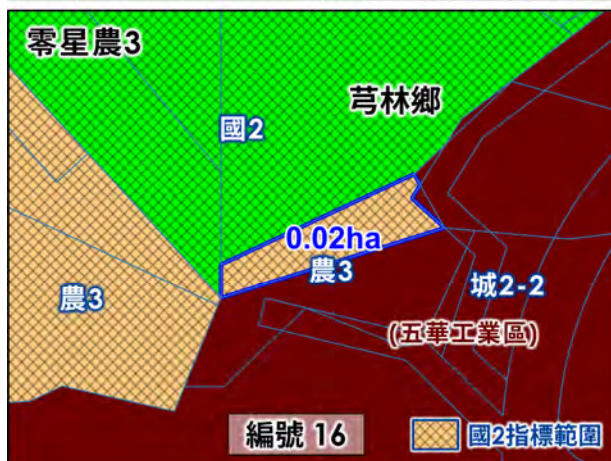 零星農3
芎林鄉
國2
0.02ha
農3
農3
城2-2
(五華工業區)
編號 16
國2指標範圍